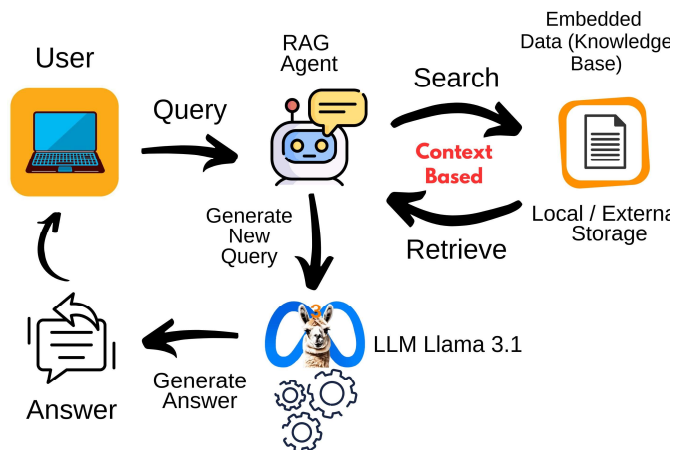 User
Query
RAG
Agent
Search
Context
Based
Retrieve
Embedded
Data (Knowledge
Base)
Local / Externa
Storage
Generate
New
Query
3
LLM Llama 3.1
Generate
Answer
Answer